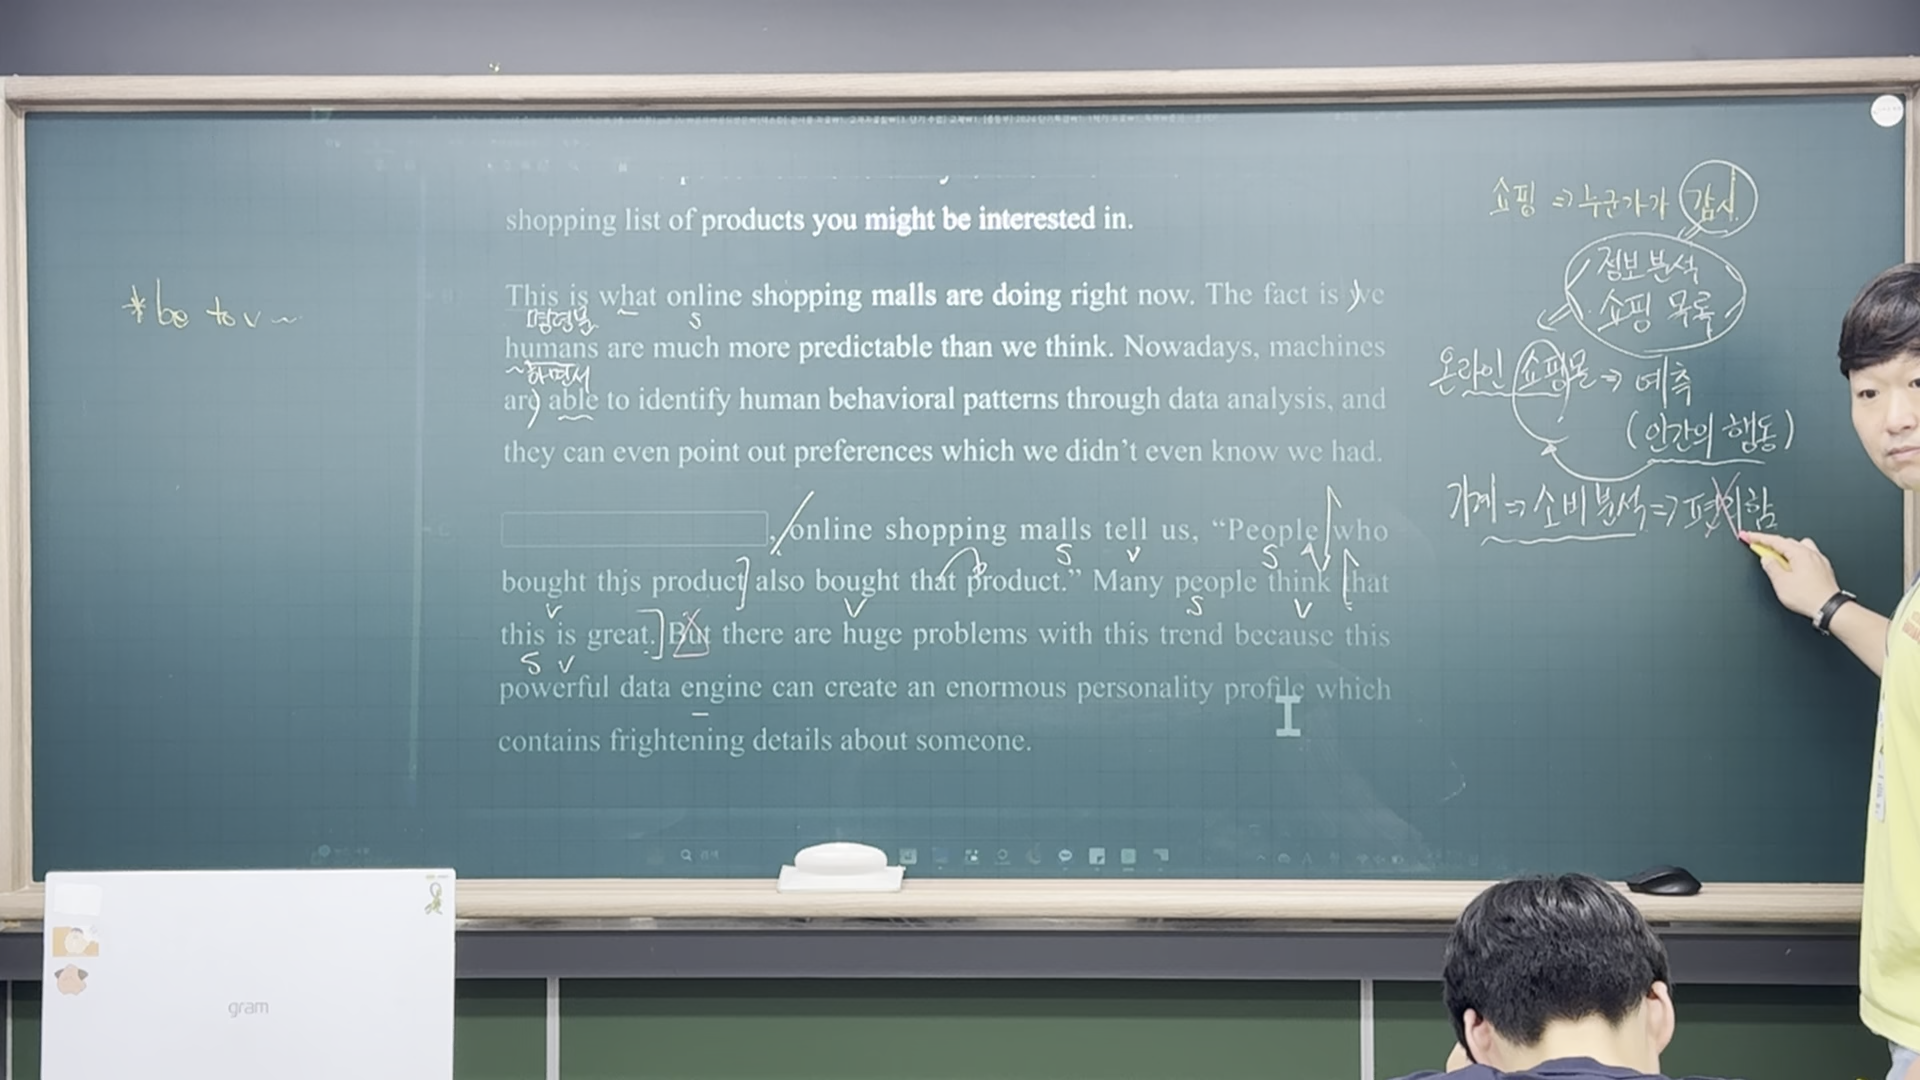 shopping list of products you might be interested in.
This is what online shopping malls are doing right now. The fact is we
명령문 s
humans are much more predictable than we think. Nowadays, machines
~하면서
are able to identify human behavioral patterns through data analysis, and
they can even point out preferences which we didn't even know we had.
, online shopping malls tell us, “People who
S V S
bought this product also bought that product.” Many people think that
V V S V
this is great. But there are huge problems with this trend because this
S V
powerful data engine can create an enormous personality profile which
contains frightening details about someone.
* be to v ~
쇼핑 => 누군가가 감시
정보분석
쇼핑 목록
온라인 쇼핑몰 => 예측
(인간의 행동)
기계 => 소비분석 => 편리함
검색
gram